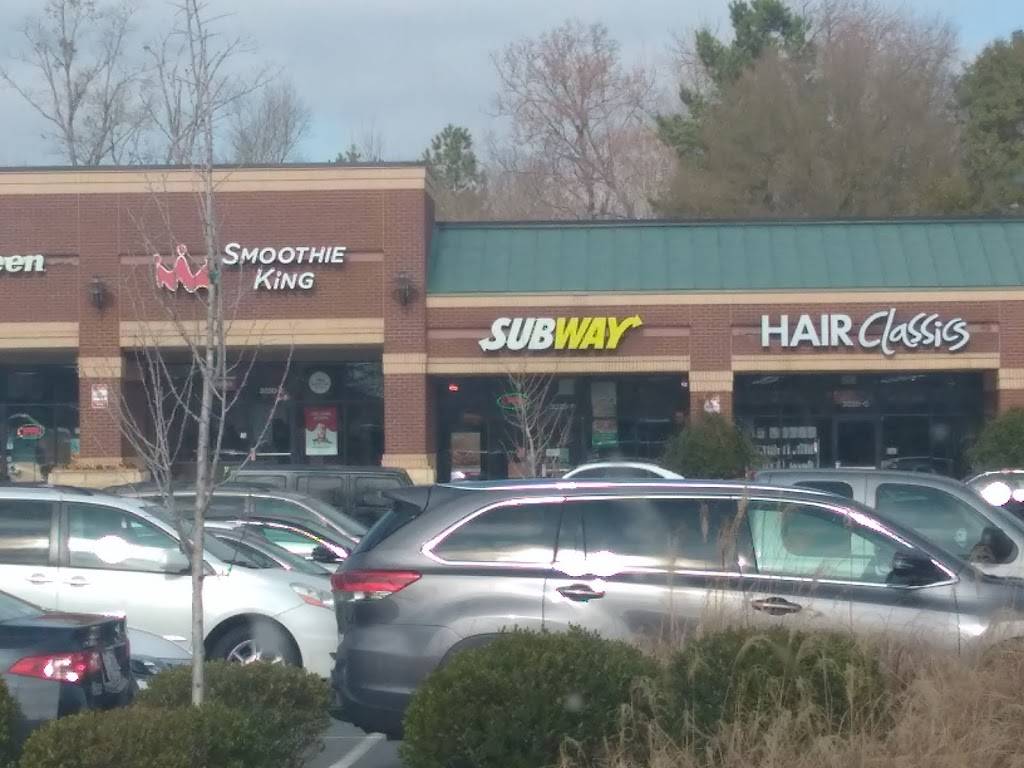 een
SMOOTHIE
KING
SUBWAY
HAIR Classics